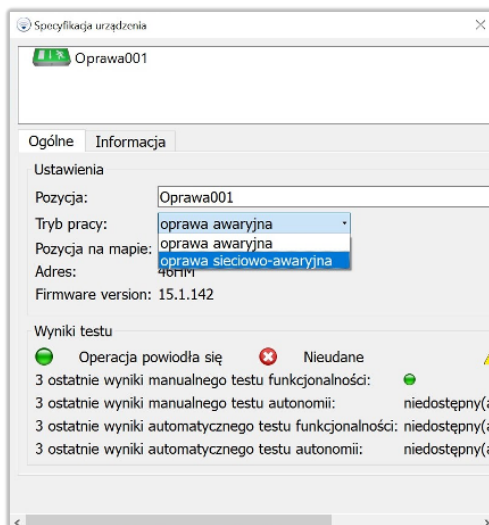 Specyfikacja urządzenia
Oprawa001
Ogólne Informacja
Ustawienia
Pozycja: Oprawa001
Tryb pracy: oprawa awaryjna
oprawa awaryjna
Pozycja na mapie: oprawa sieciowo-awaryjna
Adres: 46HM
Firmware version: 15.1.142
Wyniki testu
Operacja powiodła się Nieudane
3 ostatnie wyniki manualnego testu funkcjonalności:
3 ostatnie wyniki manualnego testu autonomii: niedostępny(a
3 ostatnie wyniki automatycznego testu funkcjonalności: niedostępny(a
3 ostatnie wyniki automatycznego testu autonomii: niedostępny(a